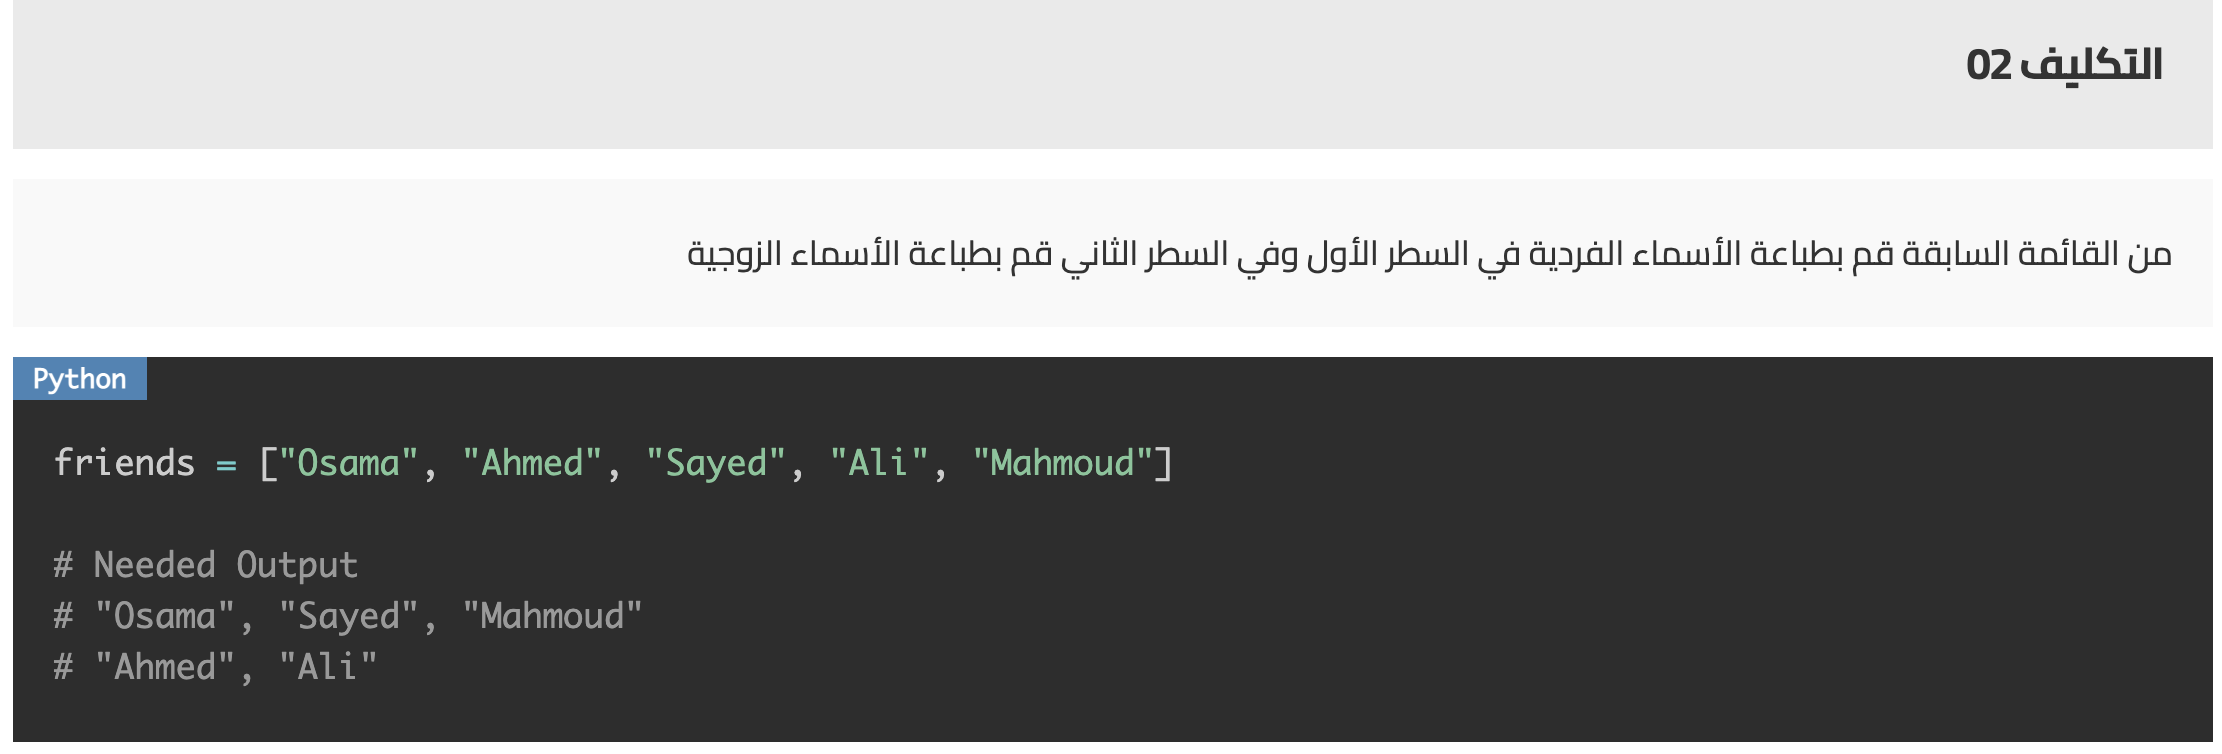 التكليف 02
من القائمة السابقة قم بطباعة الأسماء الفردية في السطر الأول وفي السطر الثاني قم بطباعة الأسماء الزوجية
Python
friends = ["Osama", "Ahmed", "Sayed", "Ali", "Mahmoud"]
# Needed Output
# "Osama", "Sayed", "Mahmoud"
# "Ahmed", "Ali"